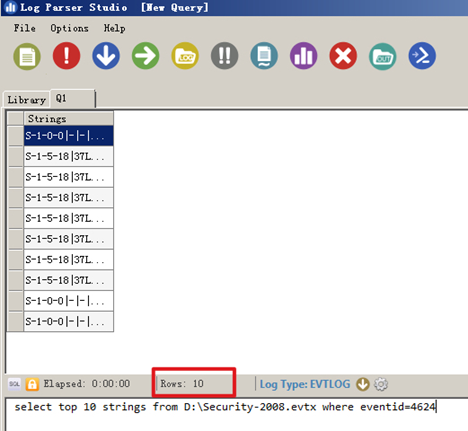 Log Parser Studio   [New Query]
File Options Help
LOG OUT
Library Q1
Strings
S-1-0-0|-|-|...
S-1-5-18|37L...
S-1-5-18|37L...
S-1-5-18|37L...
S-1-5-18|37L...
S-1-5-18|37L...
S-1-5-18|37L...
S-1-5-18|37L...
S-1-0-0|-|-|...
S-1-0-0|-|-|...
SQL Elapsed: 0:00:00 Rows: 10 Log Type: EVTLOG
select top 10 strings from D:\Security-2008.evtx where eventid=4624